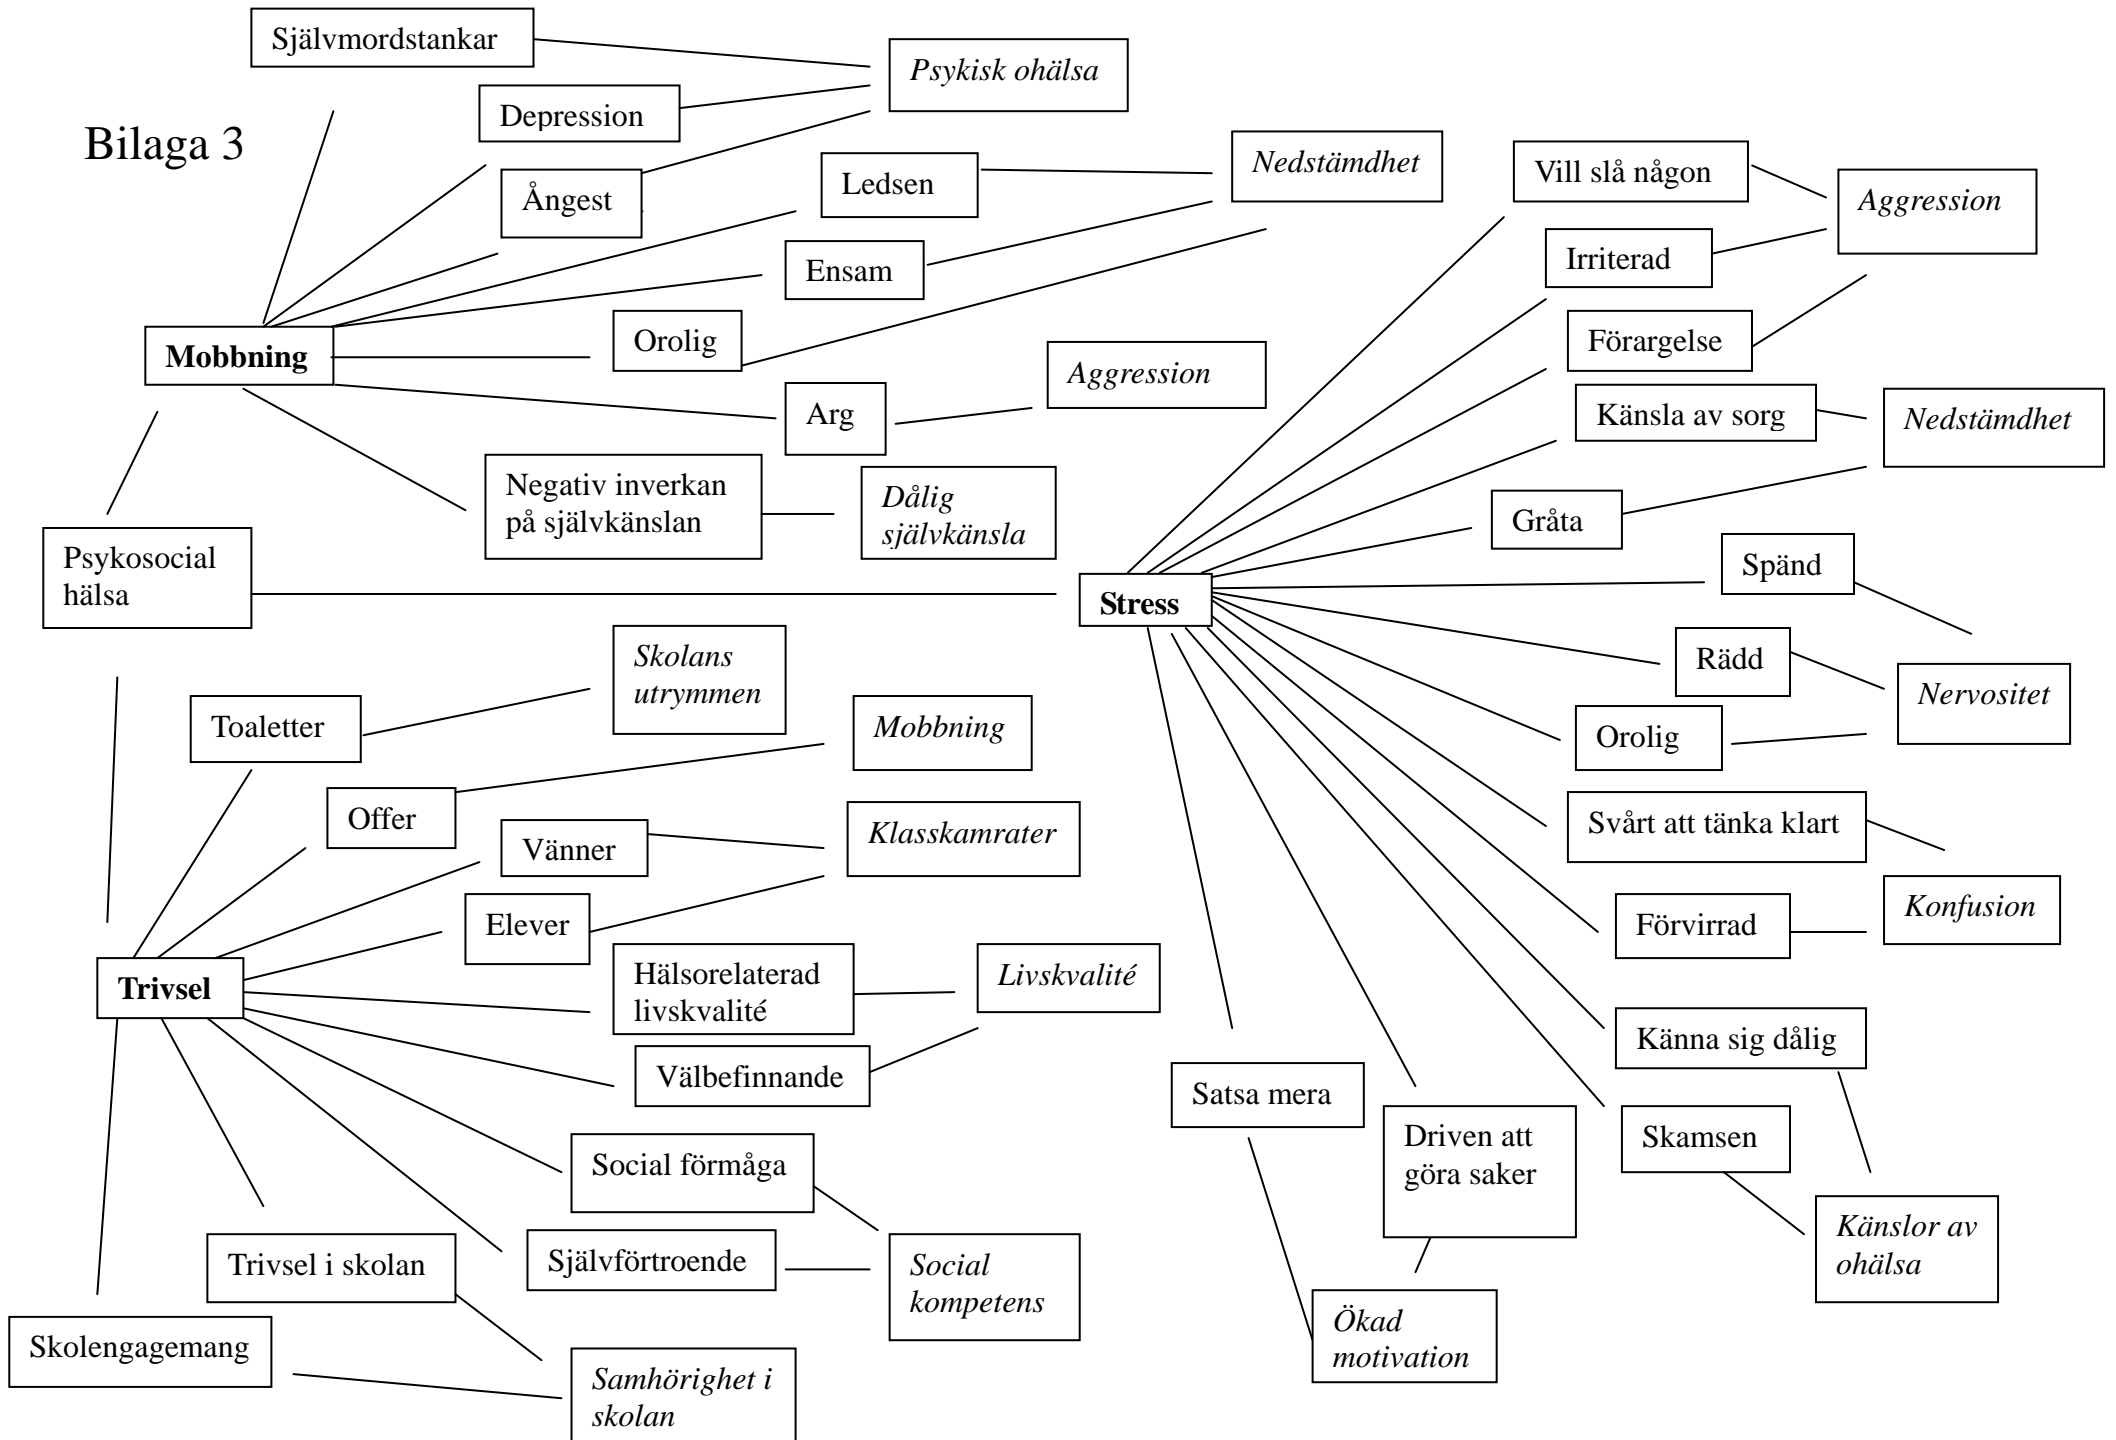 Självmordstankar
Psykisk ohälsa
Depression
Bilaga 3
Ångest
Ledsen
Nedstämdhet
Vill slå någon
Aggression
Ensam
Irriterad
Orolig
Förargelse
Mobbning
Aggression
Arg
Känsla av sorg
Nedstämdhet
Negativ inverkan
på självkänslan
Dålig
självkänsla
Gråta
Psykosocial
hälsa
Spänd
Stress
Skolans
utrymmen
Rädd
Nervositet
Toaletter
Mobbning
Orolig
Offer
Vänner
Klasskamrater
Svårt att tänka klart
Elever
Förvirrad
Konfusion
Trivsel
Hälsorelaterad
livskvalité
Livskvalité
Känna sig dålig
Välbefinnande
Satsa mera
Driven att
göra saker
Skamsen
Social förmåga
Känslor av
ohälsa
Trivsel i skolan
Självförtroende
Social
kompetens
Ökad
motivation
Skolengagemang
Samhörighet i
skolan